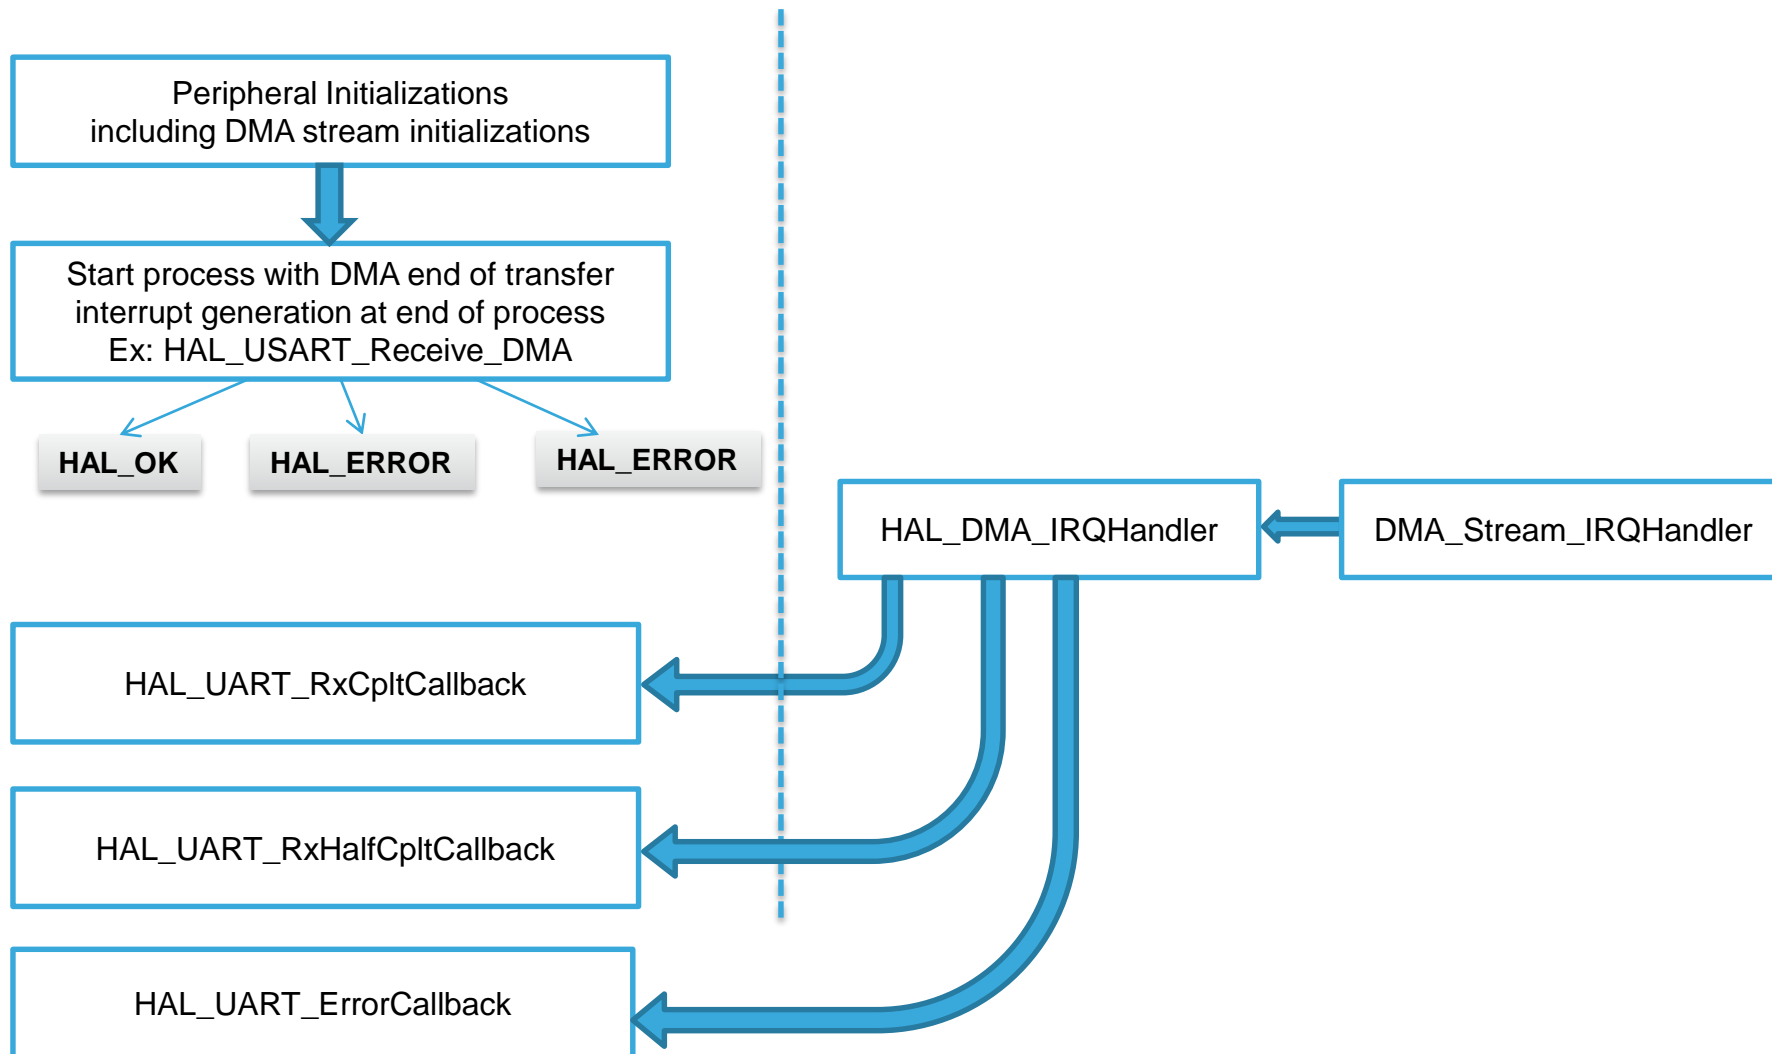 Peripheral Initializations
including DMA stream initializations
Start process with DMA end of transfer
interrupt generation at end of process
Ex: HAL_USART_Receive_DMA
HAL_OK
HAL_ERROR
HAL_ERROR
HAL_DMA_IRQHandler
DMA_Stream_IRQHandler
HAL_UART_RxCpltCallback
HAL_UART_RxHalfCpltCallback
HAL_UART_ErrorCallback